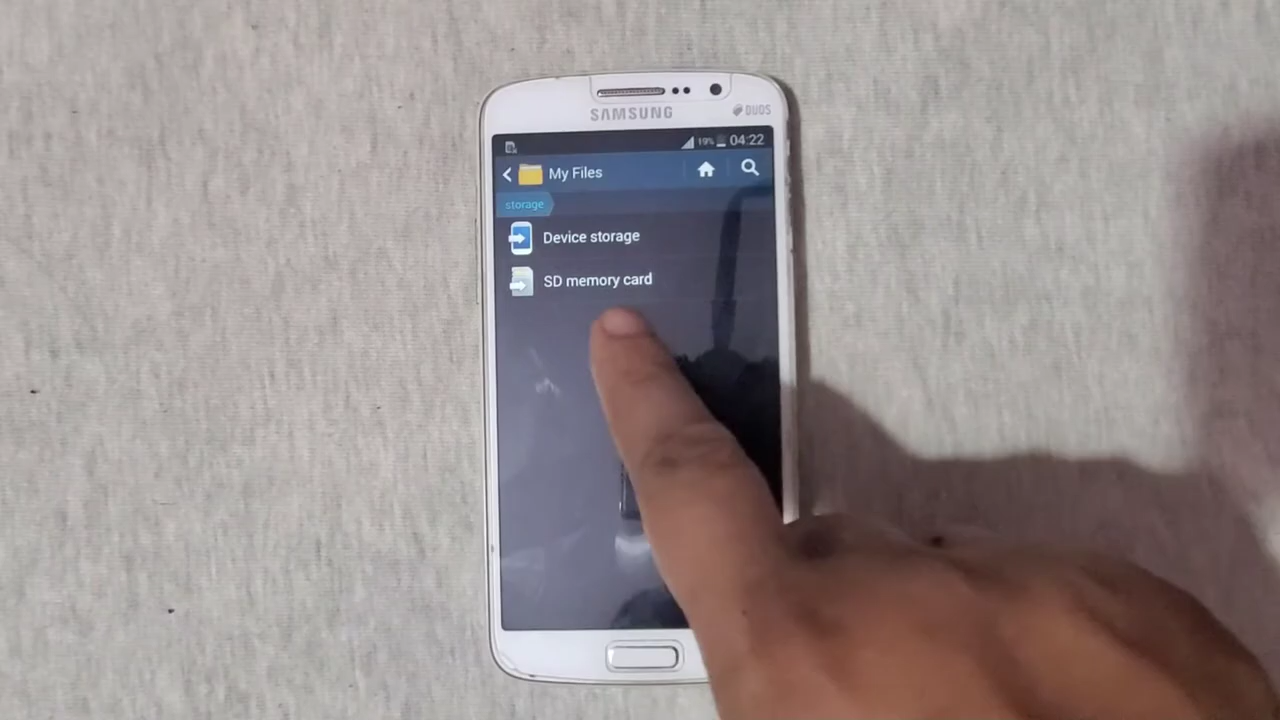 SAMSUNG
DUOS
19% 04:22
My Files
storage
Device storage
SD memory card